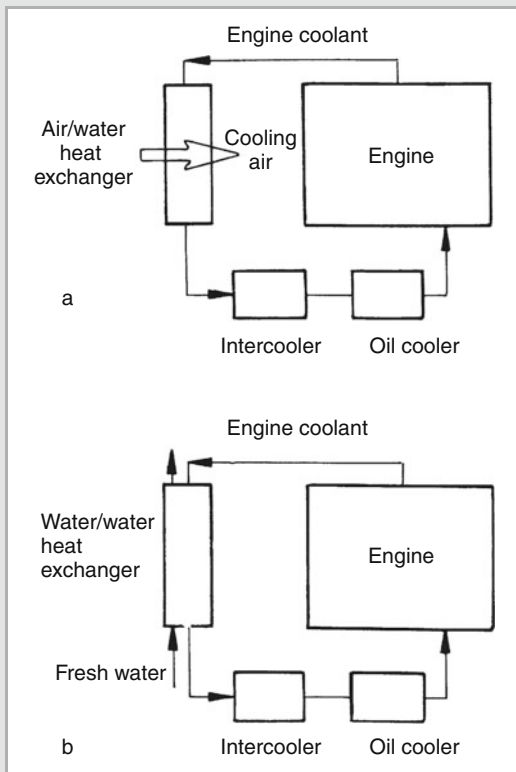 Engine coolant
Air/water
heat
exchanger
Cooling
air
Engine
a
Intercooler
Oil cooler
Engine coolant
Water/water
heat
exchanger
Engine
Fresh water
b
Intercooler
Oil cooler